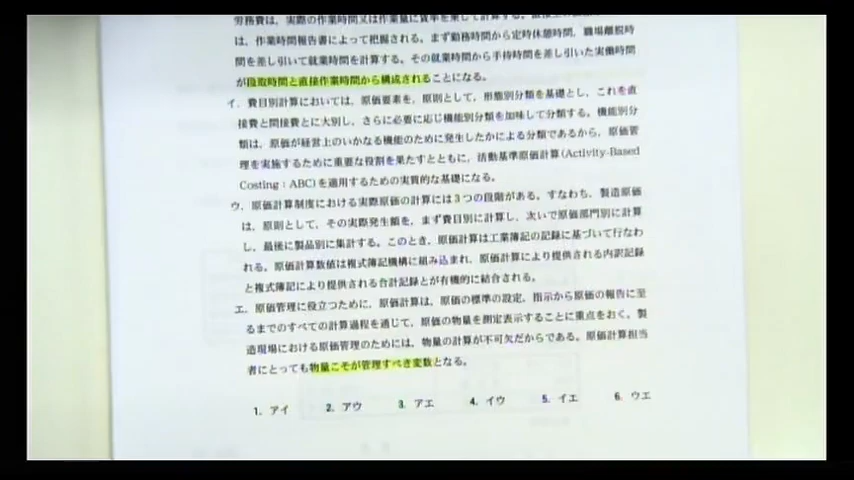 労務費は，実際の作業時間又は作業量に賃率を乗じて計算する。
は，作業時間報告書によって把握される。まず勤務時間から定時休憩時間，職場離脱時
間を差し引いて就業時間を計算する。その就業時間から手待時間を差し引いた実働時間
が段取時間と直接作業時間から構成されることになる。
イ．費目別計算においては，原価要素を，原則として，形態別分類を基礎とし，これを直
接費と間接費とに大別し，さらに必要に応じ機能別分類を加味して分類する。機能別分
類は，原価が経営上のいかなる機能のために発生したかによる分類であるから，原価管
理を実施するために重要な役割を果たすとともに，活動基準原価計算(Activity-Based
Costing：ABC)を適用するための実質的な基礎になる。
ウ．原価計算制度における実際原価の計算には3つの段階がある。すなわち，製造原価
は，原則として，その実際発生額を，まず費目別に計算し，次いで原価部門別に計算
し，最後に製品別に集計する。このとき，原価計算は工業簿記の記録に基づいて行なわ
れる。原価計算数値は複式簿記機構に組み込まれ，原価計算により提供される内訳記録
と複式簿記により提供される合計記録とが有機的に結合される。
エ．原価管理に役立つために，原価計算は，原価の標準の設定，指示から原価の報告に至
るまでのすべての計算過程を通じて，原価の物量を測定表示することに重点をおく。製
造現場における原価管理のためには，物量の計算が不可欠だからである。原価計算担当
者にとっても物量こそが管理すべき変数となる。
1．アイ　2．アウ　3．アエ　4．イウ　5．イエ　6．ウエ